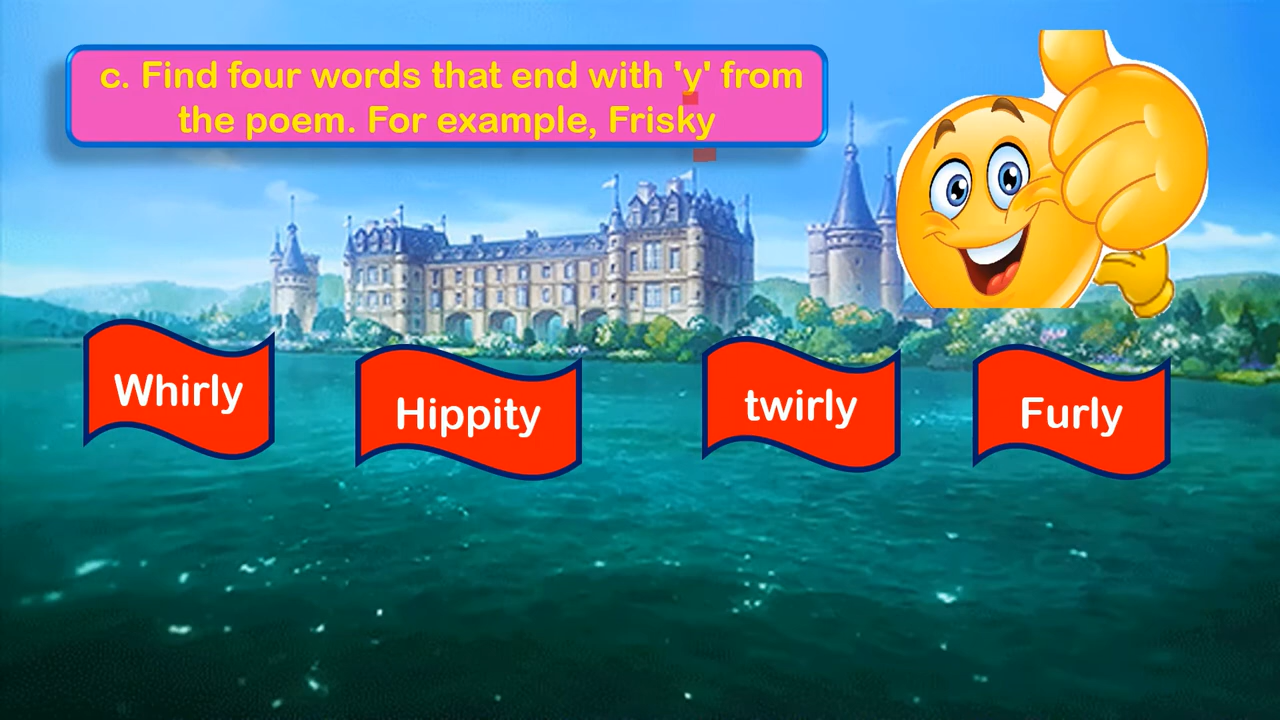 c. Find four words that end with 'y' from
the poem. For example, Frisky
Whirly
Hippity
twirly
Furly